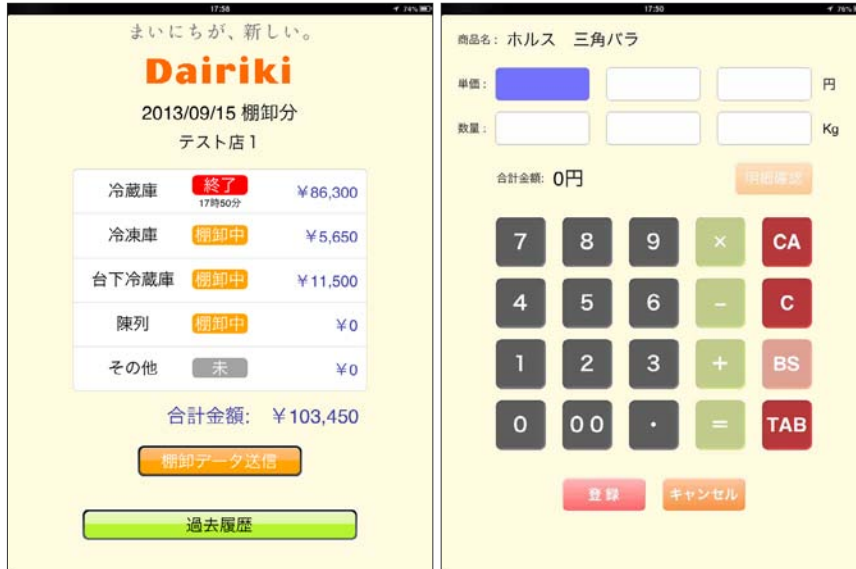 17:58
74%
まいにちが、新しい。
Dairiki
2013/09/15 棚卸分
テスト店1
冷蔵庫 終了 ¥86,300
17時50分
冷凍庫 棚卸中 ¥5,650
台下冷蔵庫 棚卸中 ¥11,500
陳列 棚卸中 ¥0
その他 未 ¥0
合計金額: ¥103,450
棚卸データ送信
過去履歴
17:50
76%
商品名: ホルス 三角バラ
単価: 円
数量: Kg
合計金額: 0円 明細確認
7 8 9 × CA
4 5 6 − C
1 2 3 + BS
0 00 · = TAB
登録 キャンセル